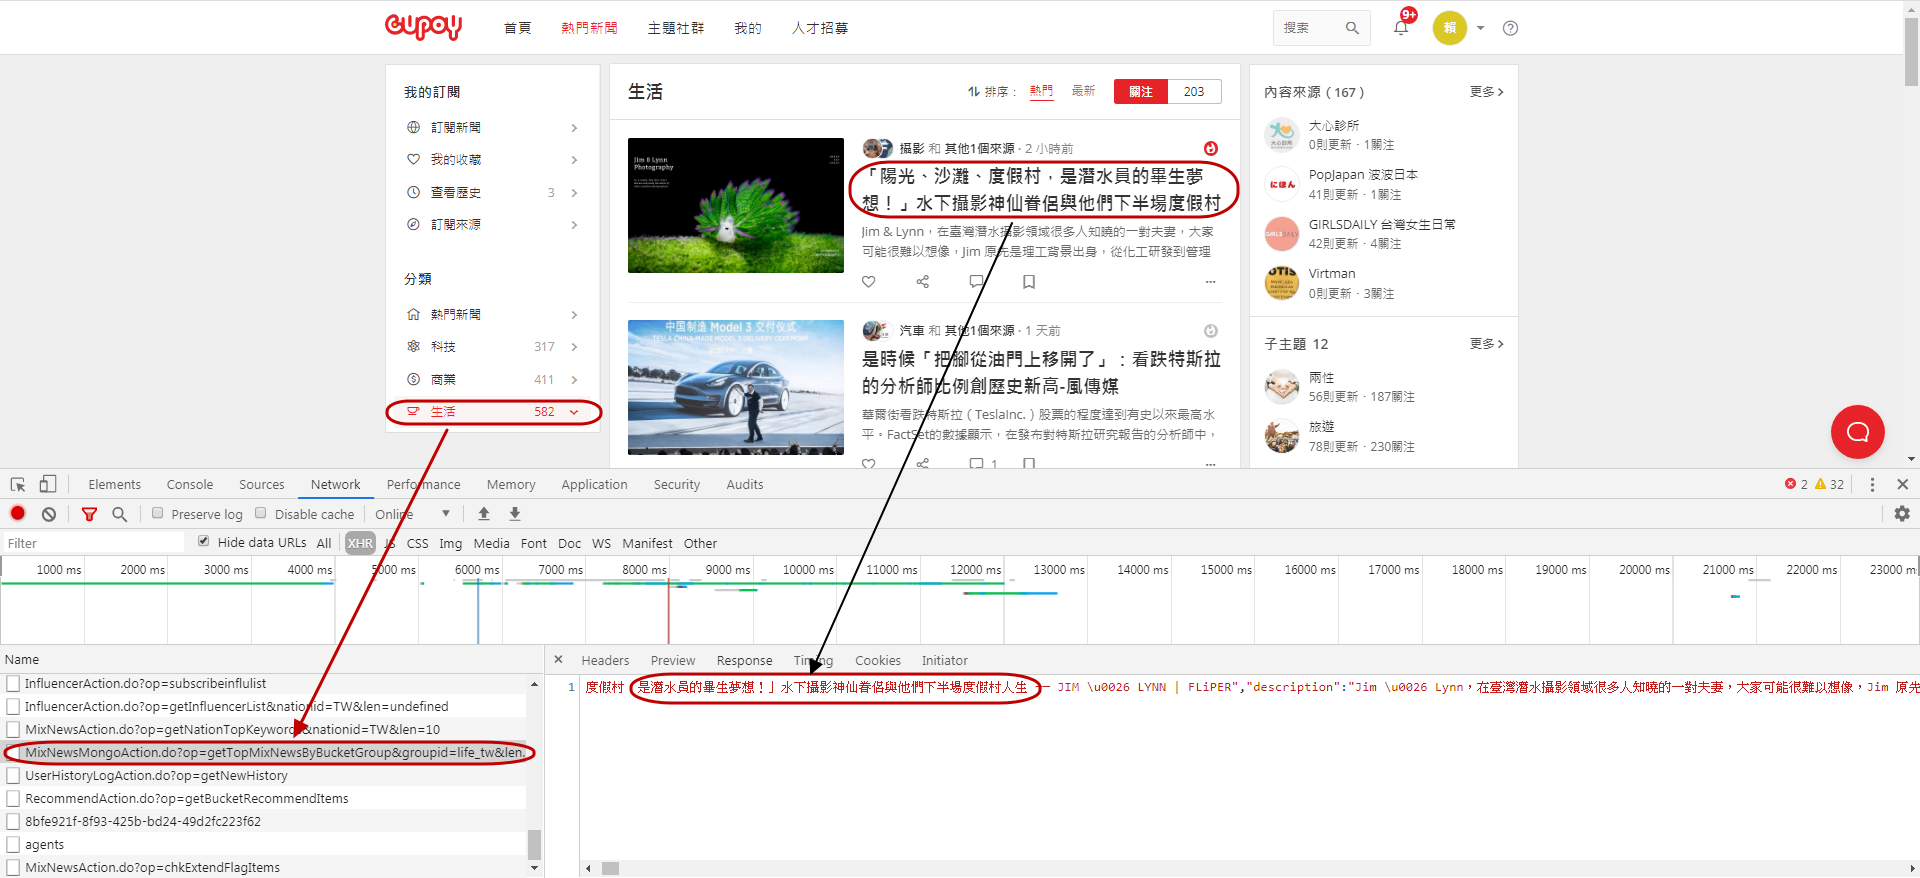 eupay
首頁
熱門新聞
主題社群
我的
人才招募
搜索
9+
賴
我的訂閱
訂閱新聞
我的收藏
查看歷史 3
訂閱來源
分類
熱門新聞
科技 317
商業 411
生活 582
生活
排序：
熱門
最新
關注 203
Jim & Lynn
Photography
攝影 和 其他1個來源 · 2 小時前
「陽光、沙灘、度假村，是潛水員的畢生夢
想！」水下攝影神仙眷侶與他們下半場度假村
Jim & Lynn，在臺灣潛水攝影領域很多人知曉的一對夫妻，大家
可能很難以想像，Jim 原先是理工背景出身，從化工研發到管理
中国制造 Model 3 交付仪式
TESLA CHINA-MADE MODEL 3 DELIVERY CEREMONY
汽車 和 其他1個來源 · 1 天前
是時候「把腳從油門上移開了」：看跌特斯拉
的分析師比例創歷史新高-風傳媒
華爾街看跌特斯拉（TeslaInc.）股票的程度達到有史以來最高水
平。FactSet的數據顯示，在發布對特斯拉研究報告的分析師中，
1
內容來源 ( 167 )
更多
大心診所
0則更新 · 1關注
PopJapan 波波日本
41則更新 · 1關注
GIRLSDAILY 台灣女生日常
42則更新 · 4關注
Virtman
0則更新 · 3關注
子主題 12
更多
兩性
56則更新 · 187關注
旅遊
78則更新 · 230關注
Elements Console Sources Network Performance Memory Application Security Audits
2 32
Preserve log Disable cache Online
Filter Hide data URLs All XHR JS CSS Img Media Font Doc WS Manifest Other
1000 ms 2000 ms 3000 ms 4000 ms 5000 ms 6000 ms 7000 ms 8000 ms 9000 ms 10000 ms 11000 ms 12000 ms 13000 ms 14000 ms 15000 ms 16000 ms 17000 ms 18000 ms 19000 ms 20000 ms 21000 ms 22000 ms 23000 m
Name
InfluencerAction.do?op=subscribeinflulist
InfluencerAction.do?op=getInfluencerList&nationid=TW&len=undefined
MixNewsAction.do?op=getNationTopKeywords&nationid=TW&len=10
MixNewsMongoAction.do?op=getTopMixNewsByBucketGroup&groupid=life_tw&len.
UserHistoryLogAction.do?op=getNewHistory
RecommendAction.do?op=getBucketRecommendItems
8bfe921f-8f93-425b-bd24-49d2fc223f62
agents
MixNewsAction.do?op=chkExtendFlagItems
Headers Preview Response Timing Cookies Initiator
1 度假村 是潛水員的畢生夢想！」水下攝影神仙眷侶與他們下半場度假村人生 — JIM \u0026 LYNN | FLiPER","description":"Jim \u0026 Lynn，在臺灣潛水攝影領域很多人知曉的一對夫妻，大家可能很難以想像，Jim 原先